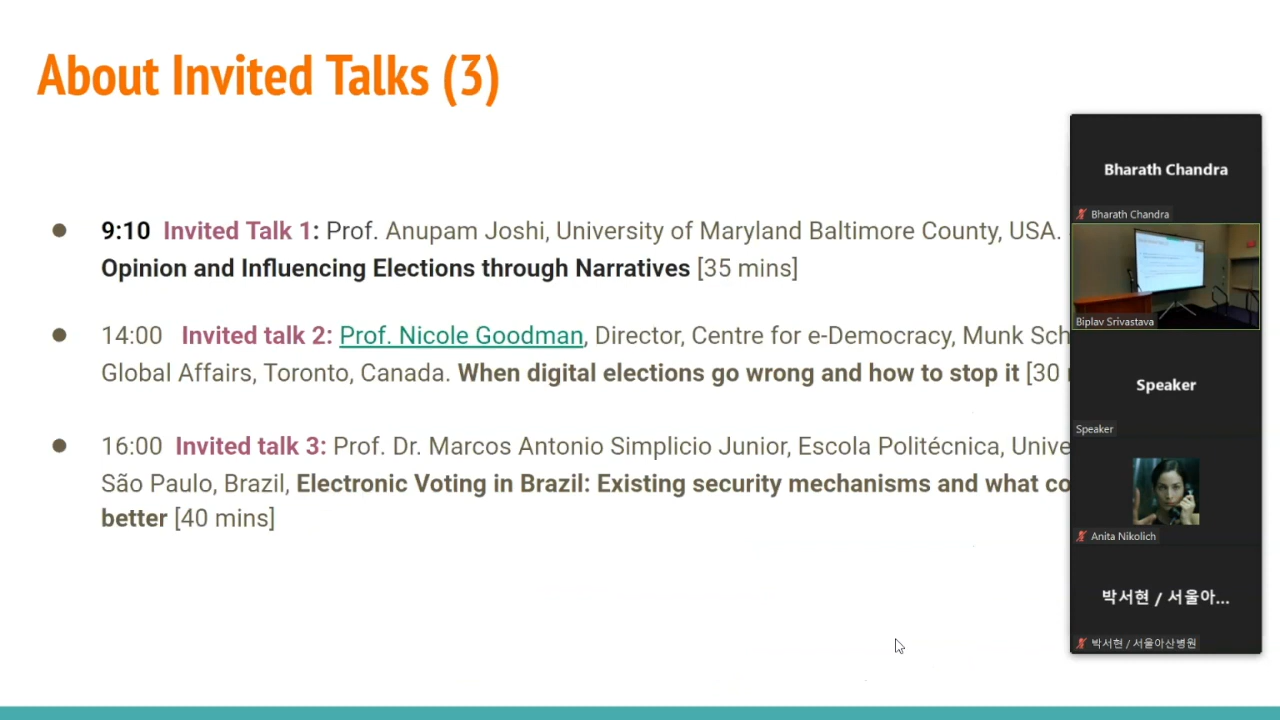 About Invited Talks (3)
● 9:10 Invited Talk 1: Prof. Anupam Joshi, University of Maryland Baltimore County, USA.
Opinion and Influencing Elections through Narratives [35 mins]
● 14:00 Invited talk 2: Prof. Nicole Goodman, Director, Centre for e-Democracy, Munk Sch
Global Affairs, Toronto, Canada. When digital elections go wrong and how to stop it [30
● 16:00 Invited talk 3: Prof. Dr. Marcos Antonio Simplicio Junior, Escola Politécnica, Unive
São Paulo, Brazil, Electronic Voting in Brazil: Existing security mechanisms and what co
better [40 mins]
Bharath Chandra
Bharath Chandra
Biplav Srivastava
Speaker
Speaker
Anita Nikolich
박서현 / 서울아...
박서현 / 서울아산병원